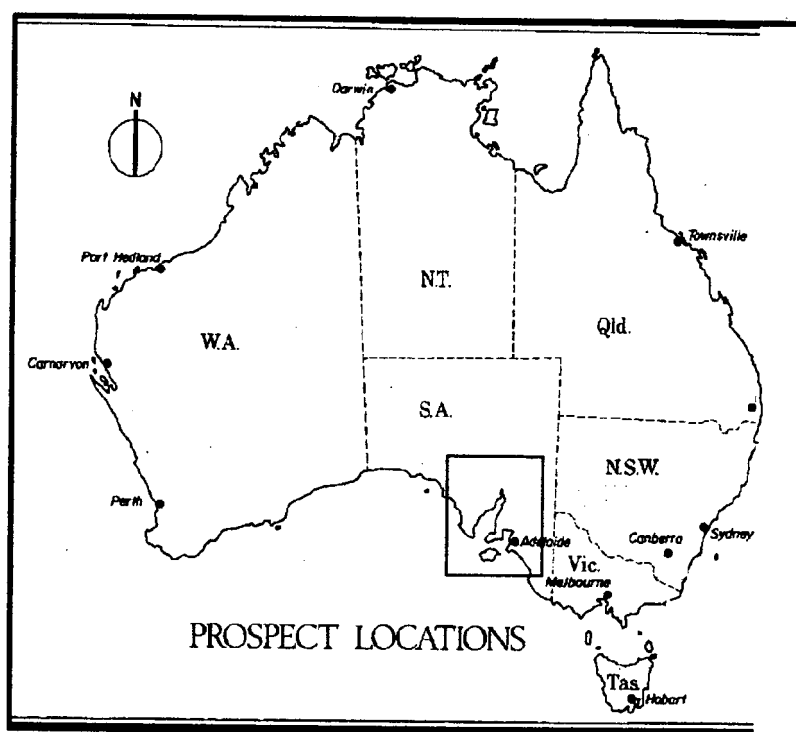 Darwin
N
Townsville
Port Hedland
N.T.
Qld.
W.A.
Carnarvon
S.A.
N.S.W.
Perth
Adelaide
Canberra
Sydney
Vic.
Melbourne
PROSPECT LOCATIONS
Tas.
Hobart